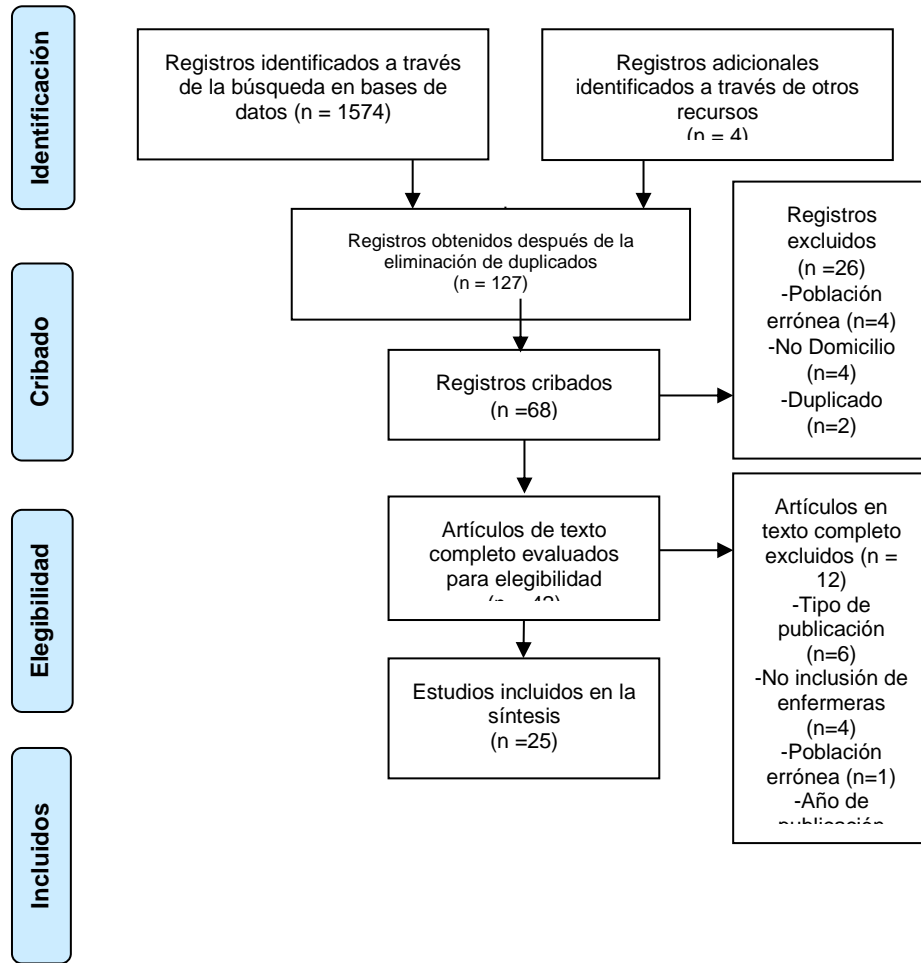 Identificación
Registros identificados a través
de la búsqueda en bases de
datos (n = 1574)
Registros adicionales
identificados a través de otros
recursos
(n = 4)
Registros obtenidos después de la
eliminación de duplicados
(n = 127)
Cribado
Registros cribados
(n =68)
Registros
excluidos
(n =26)
-Población
errónea (n=4)
-No Domicilio
(n=4)
-Duplicado
(n=2)
Elegibilidad
Artículos de texto
completo evaluados
para elegibilidad
(n = 42)
Artículos en
texto completo
excluidos (n =
12)
-Tipo de
publicación
(n=6)
-No inclusión de
enfermeras
(n=4)
-Población
errónea (n=1)
-Año de
publicación
Estudios incluidos en la
síntesis
(n =25)
Incluidos